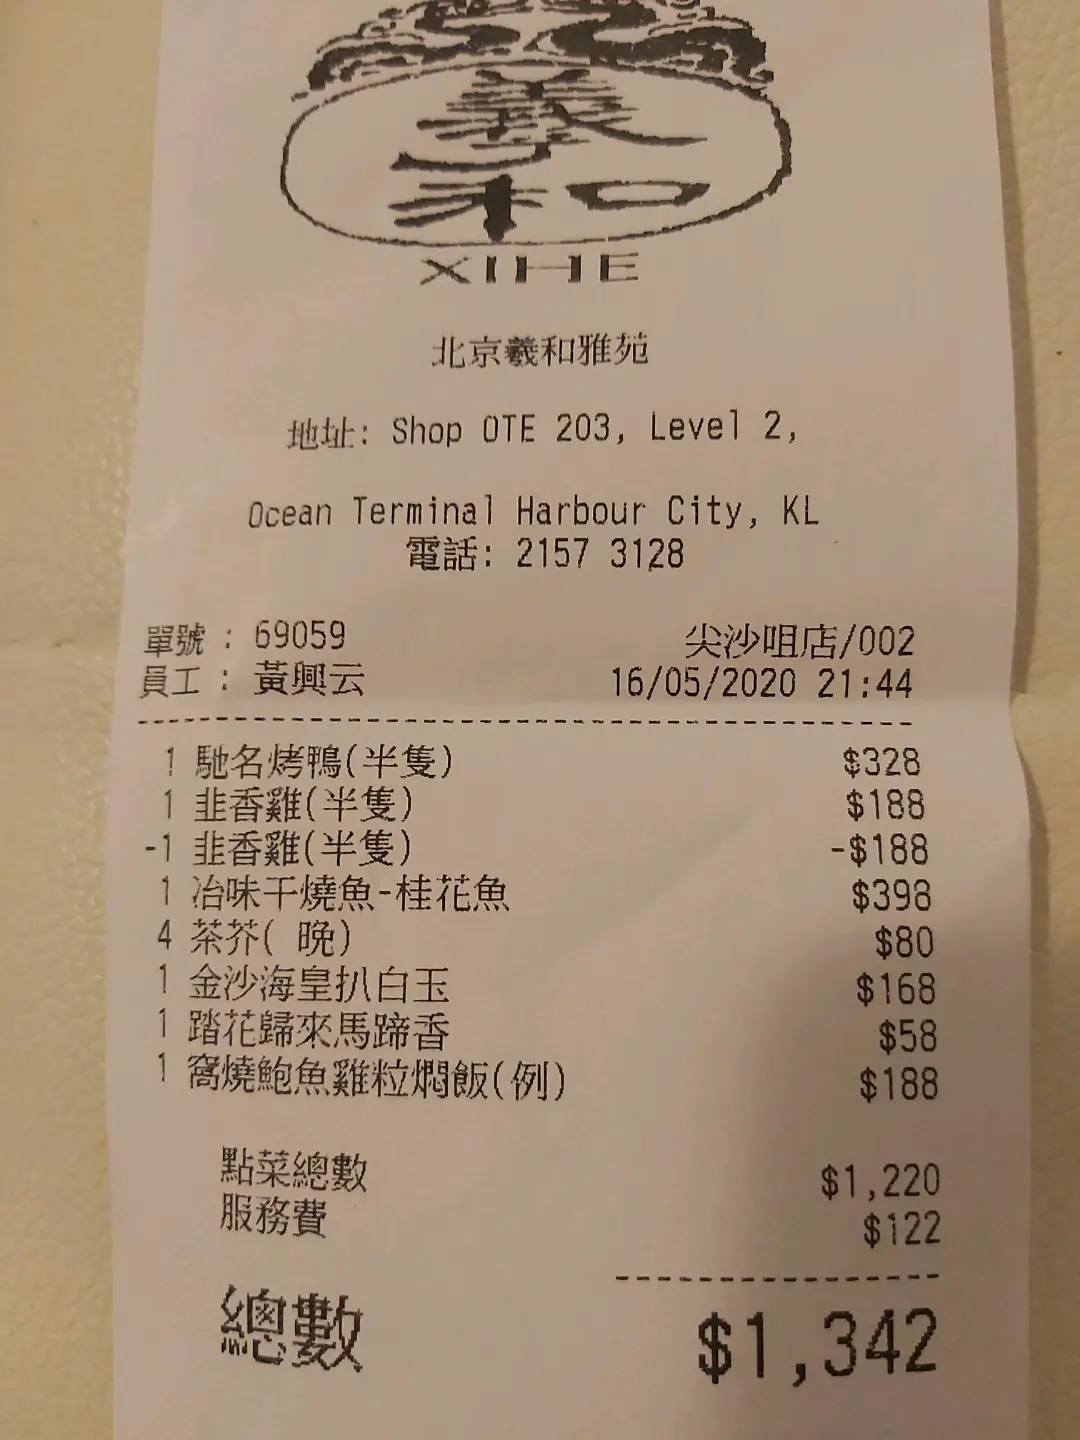 羲和
XIHE
北京羲和雅苑
地址: Shop OTE 203, Level 2,
Ocean Terminal Harbour City, KL
電話: 2157 3128
單號 : 69059 尖沙咀店/002
員工 : 黃興云 16/05/2020 21:44
1 馳名烤鴨(半隻) $328
1 韭香雞(半隻) $188
-1 韭香雞(半隻) -$188
1 冶味干燒魚-桂花魚 $398
4 茶芥( 晚) $80
1 金沙海皇扒白玉 $168
1 踏花歸來馬蹄香 $58
1 窩燒鮑魚雞粒燜飯(例) $188
點菜總數 $1,220
服務費 $122
總數 $1,342